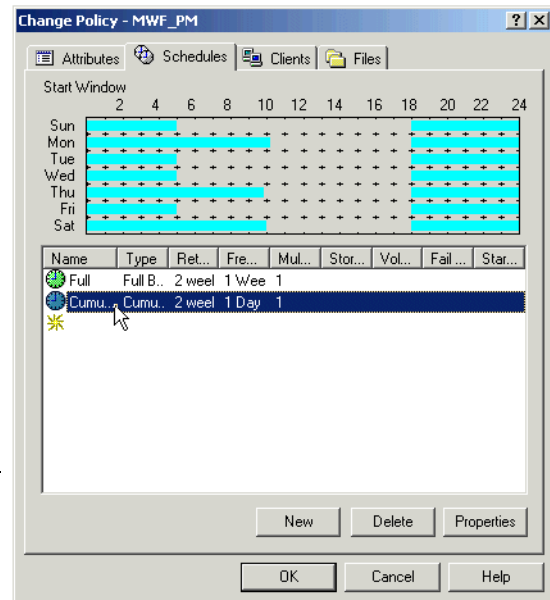 Change Policy - MWF_PM
Attributes Schedules Clients Files
Start Window
2 4 6 8 10 12 14 16 18 20 22 24
Sun
Mon
Tue
Wed
Thu
Fri
Sat
Name Type Ret... Fre... Mul... Stor... Vol... Fail ... Star...
Full Full B.. 2 weel 1 Wee 1
Cumu... Cumu.. 2 weel 1 Day 1
New Delete Properties
OK Cancel Help